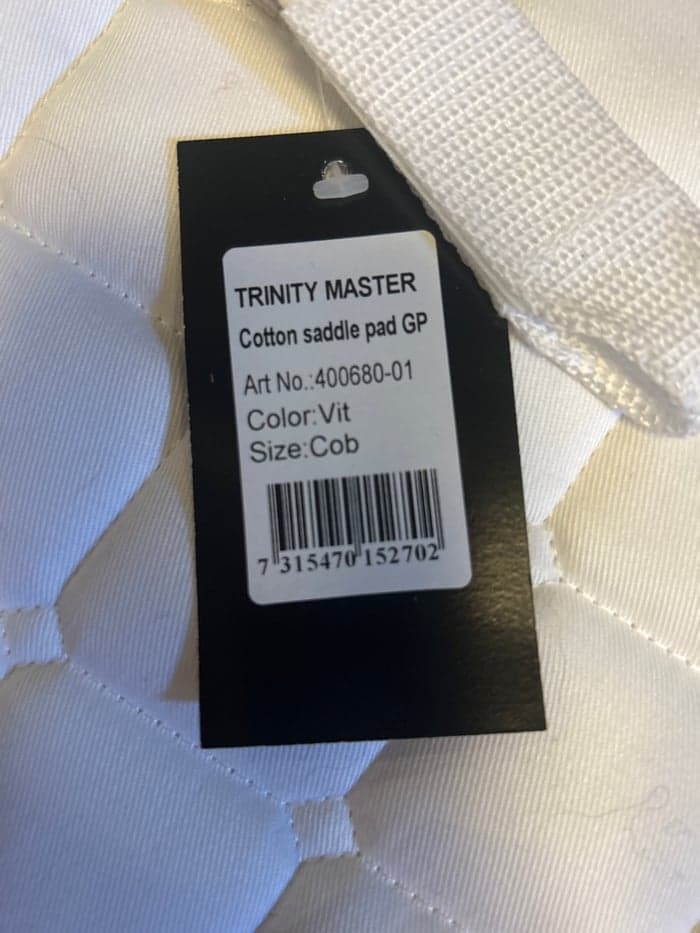 TRINITY MASTER
Cotton saddle pad GP
Art No.:400680-01
Color:Vit
Size:Cob
7 315470 152702